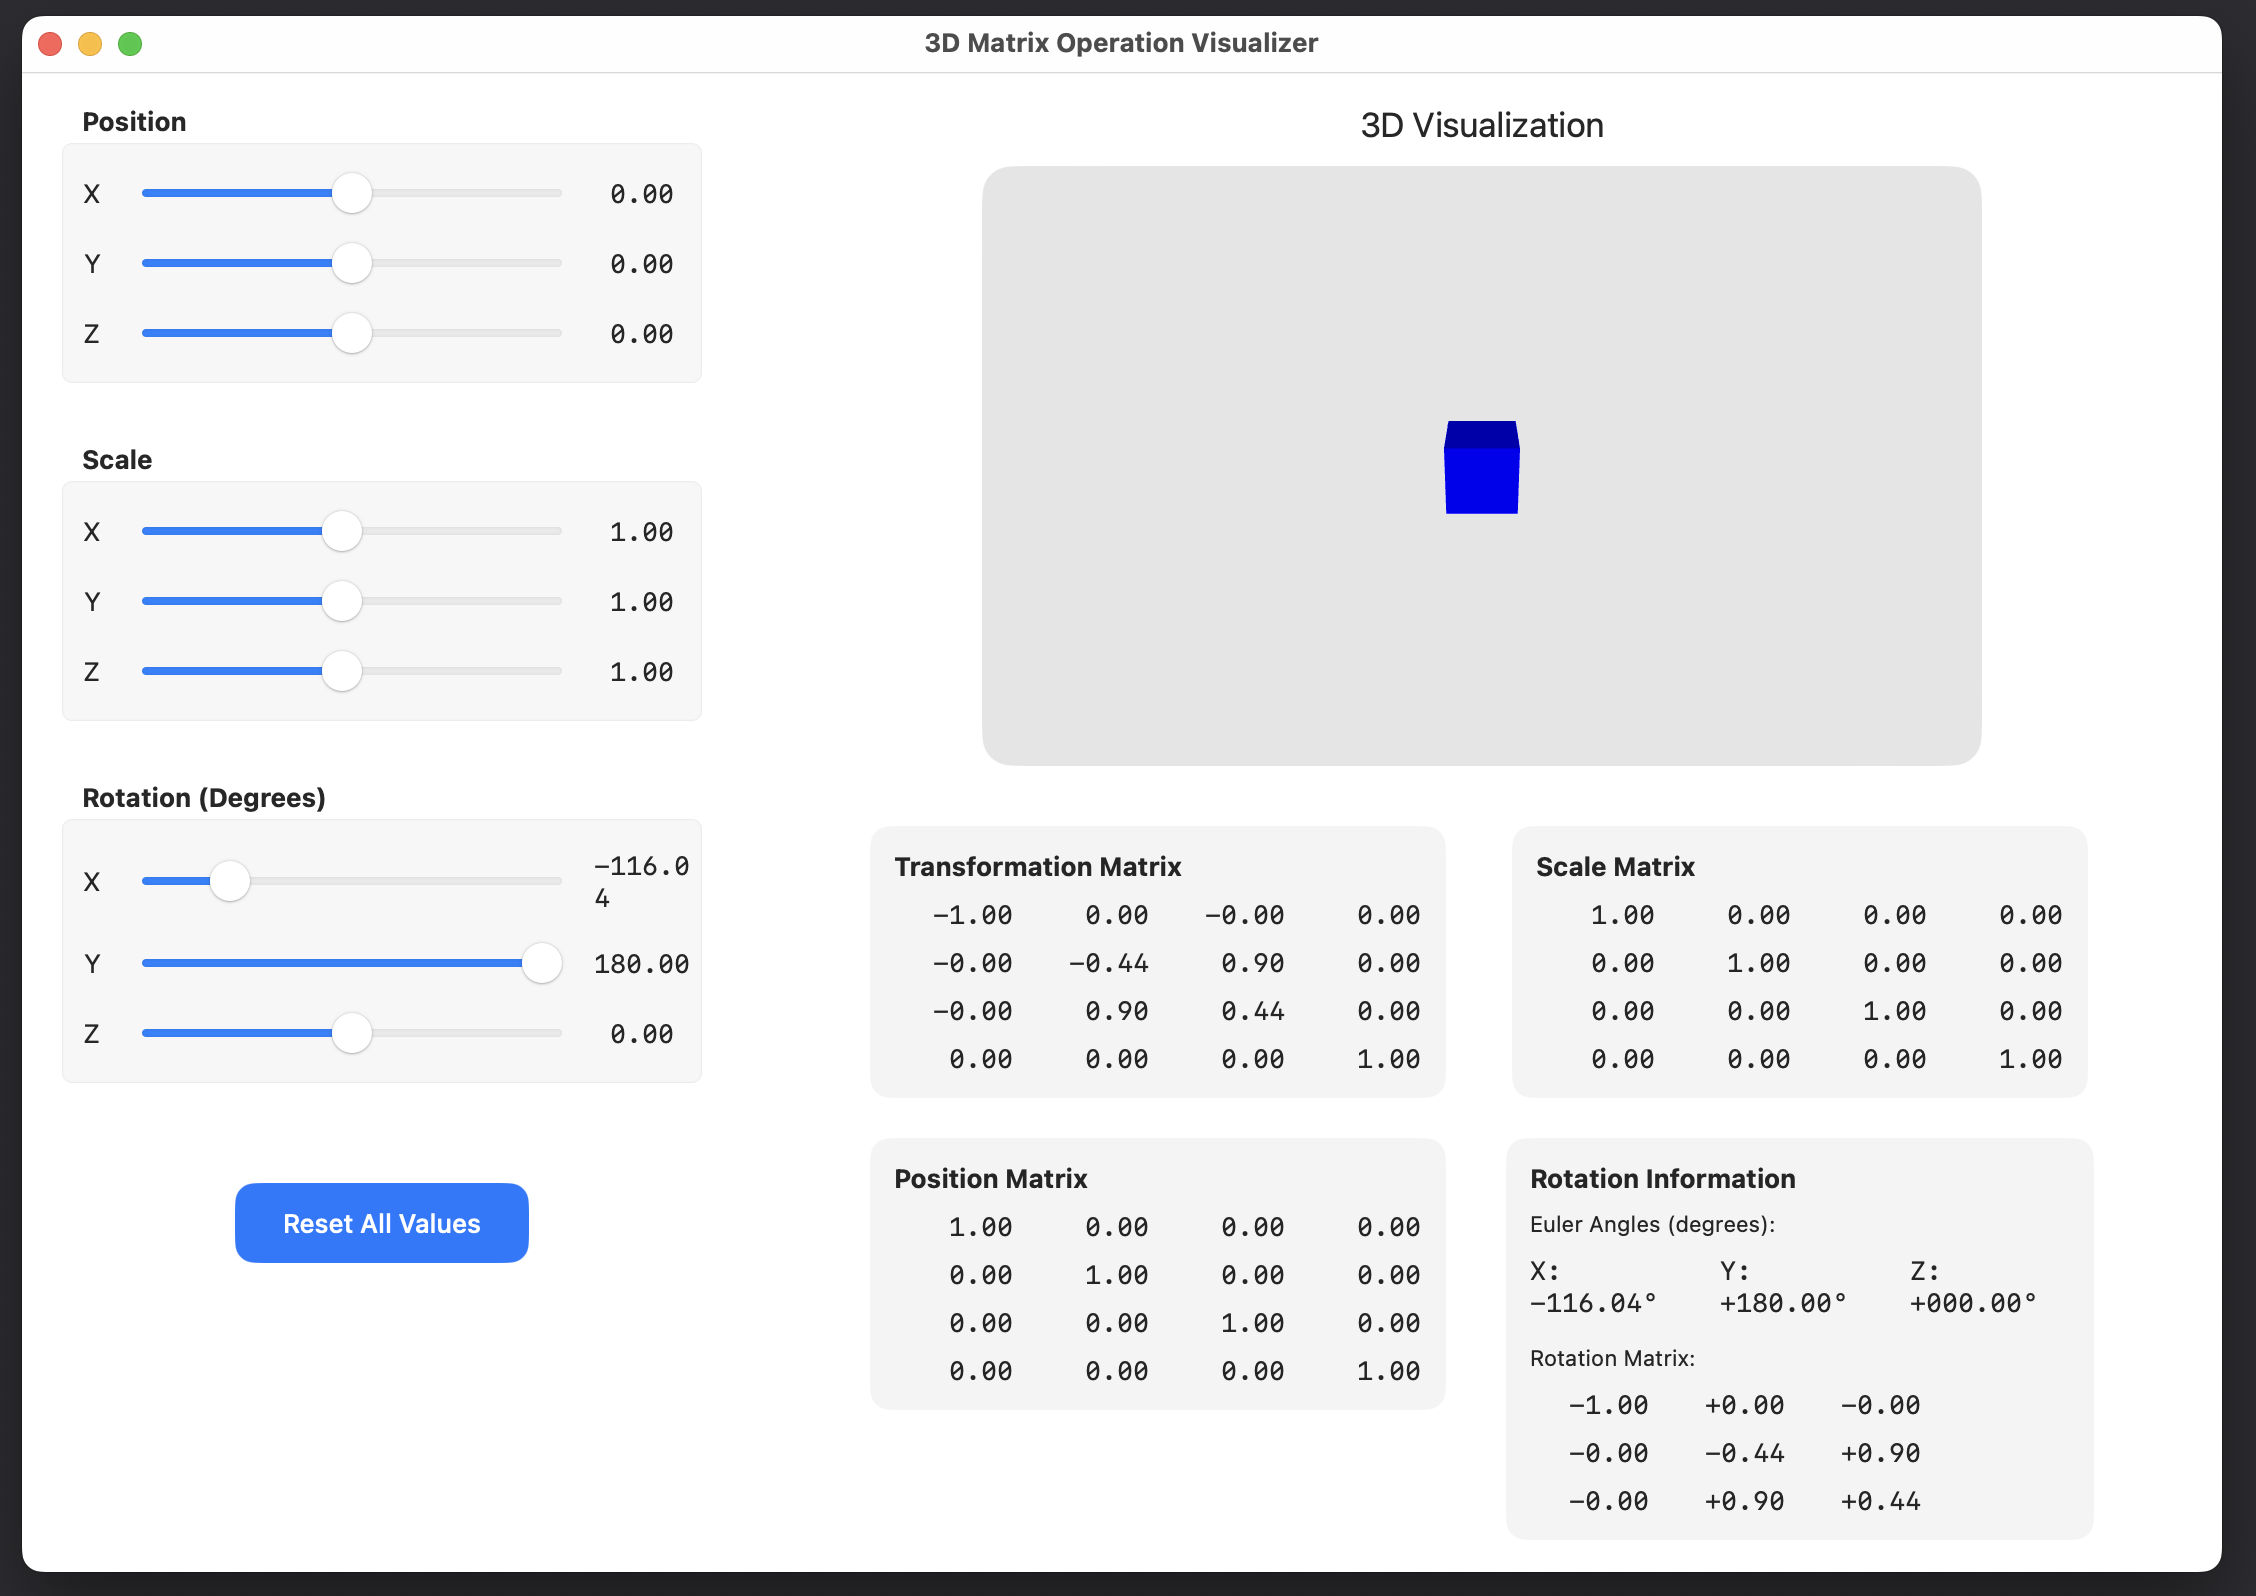 3D Matrix Operation Visualizer
Position
X 0.00
Y 0.00
Z 0.00
Scale
X 1.00
Y 1.00
Z 1.00
Rotation (Degrees)
X −116.0
4
Y 180.00
Z 0.00
Reset All Values
3D Visualization
Transformation Matrix
−1.00 0.00 −0.00 0.00
−0.00 −0.44 0.90 0.00
−0.00 0.90 0.44 0.00
0.00 0.00 0.00 1.00
Scale Matrix
1.00 0.00 0.00 0.00
0.00 1.00 0.00 0.00
0.00 0.00 1.00 0.00
0.00 0.00 0.00 1.00
Position Matrix
1.00 0.00 0.00 0.00
0.00 1.00 0.00 0.00
0.00 0.00 1.00 0.00
0.00 0.00 0.00 1.00
Rotation Information
Euler Angles (degrees):
X: Y: Z:
−116.04° +180.00° +000.00°
Rotation Matrix:
−1.00 +0.00 −0.00
−0.00 −0.44 +0.90
−0.00 +0.90 +0.44